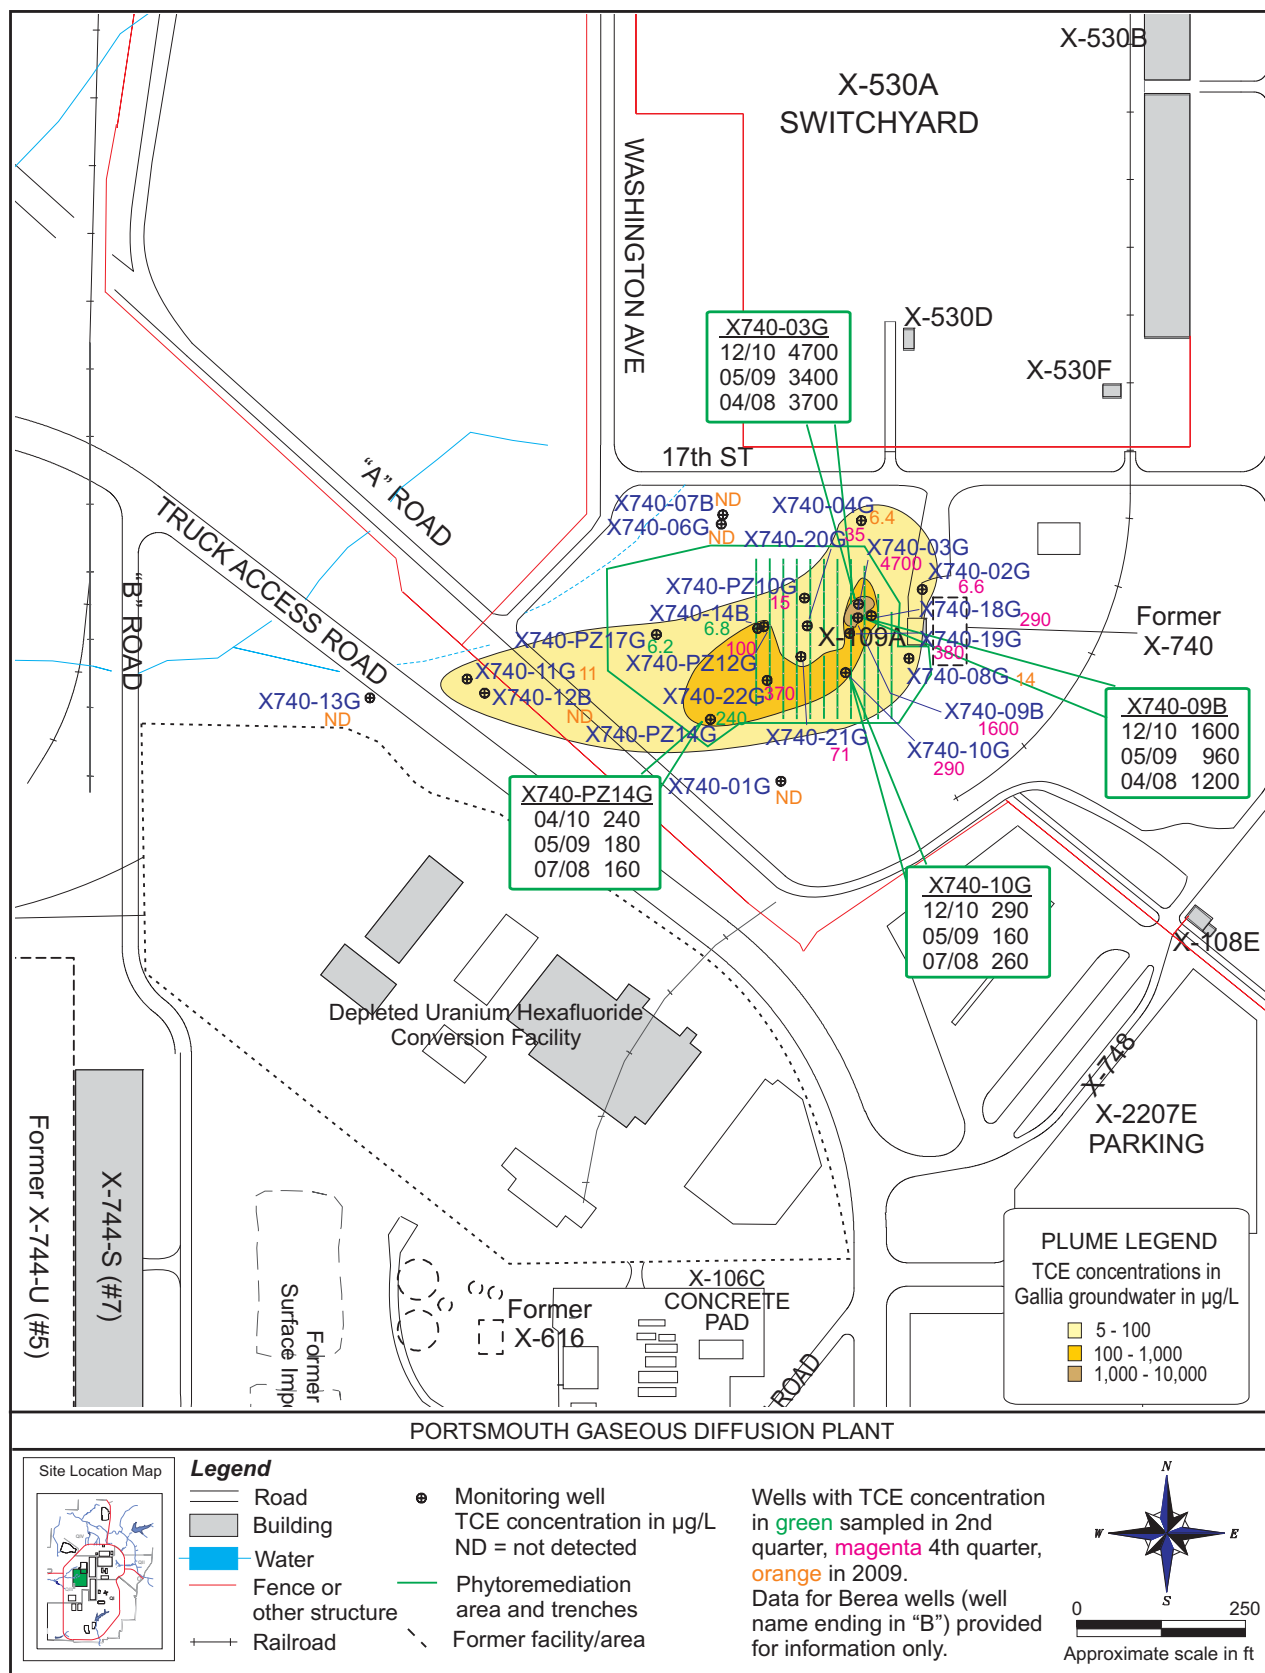 X-530B
X-530A
SWITCHYARD
WASHINGTON AVE
X740-03G
12/10 4700
05/09 3400
04/08 3700
X-530D
X-530F
17th ST
"A" ROAD
TRUCK ACCESS ROAD
"B" ROAD
X740-07B ND
X740-06G
ND
X740-04G
6.4
X740-20G
35
X740-03G
4700
X740-02G
6.6
X740-PZ10G
15
X740-14B
6.8
X740-18G
290
Former
X-740
X-109A
X740-19G
380
X740-PZ17G
6.2
100
X740-PZ12G
X740-08G 14
X740-11G 11
X740-12B
ND
X740-22G
370
X740-13G
ND
X740-09B
1600
X740-PZ14G
240
X740-21G
71
X740-10G
290
X740-01G
ND
X740-09B
12/10 1600
05/09 960
04/08 1200
X740-PZ14G
04/10 240
05/09 180
07/08 160
X740-10G
12/10 290
05/09 160
07/08 260
X-108E
Depleted Uranium Hexafluoride
Conversion Facility
X-748
X-2207E
PARKING
Former X-744-U (#5)
X-744-S (#7)
Former
Surface Impo
Former
X-616
X-106C
CONCRETE
PAD
ROAD
PLUME LEGEND
TCE concentrations in
Gallia groundwater in µg/L
5 - 100
100 - 1,000
1,000 - 10,000
PORTSMOUTH GASEOUS DIFFUSION PLANT
Site Location Map
Legend
Road
Building
Water
Fence or
other structure
Railroad
Monitoring well
TCE concentration in µg/L
ND = not detected
Phytoremediation
area and trenches
Former facility/area
Wells with TCE concentration
in green sampled in 2nd
quarter, magenta 4th quarter,
orange in 2009.
Data for Berea wells (well
name ending in "B") provided
for information only.
N
W
E
S
0 250
Approximate scale in ft